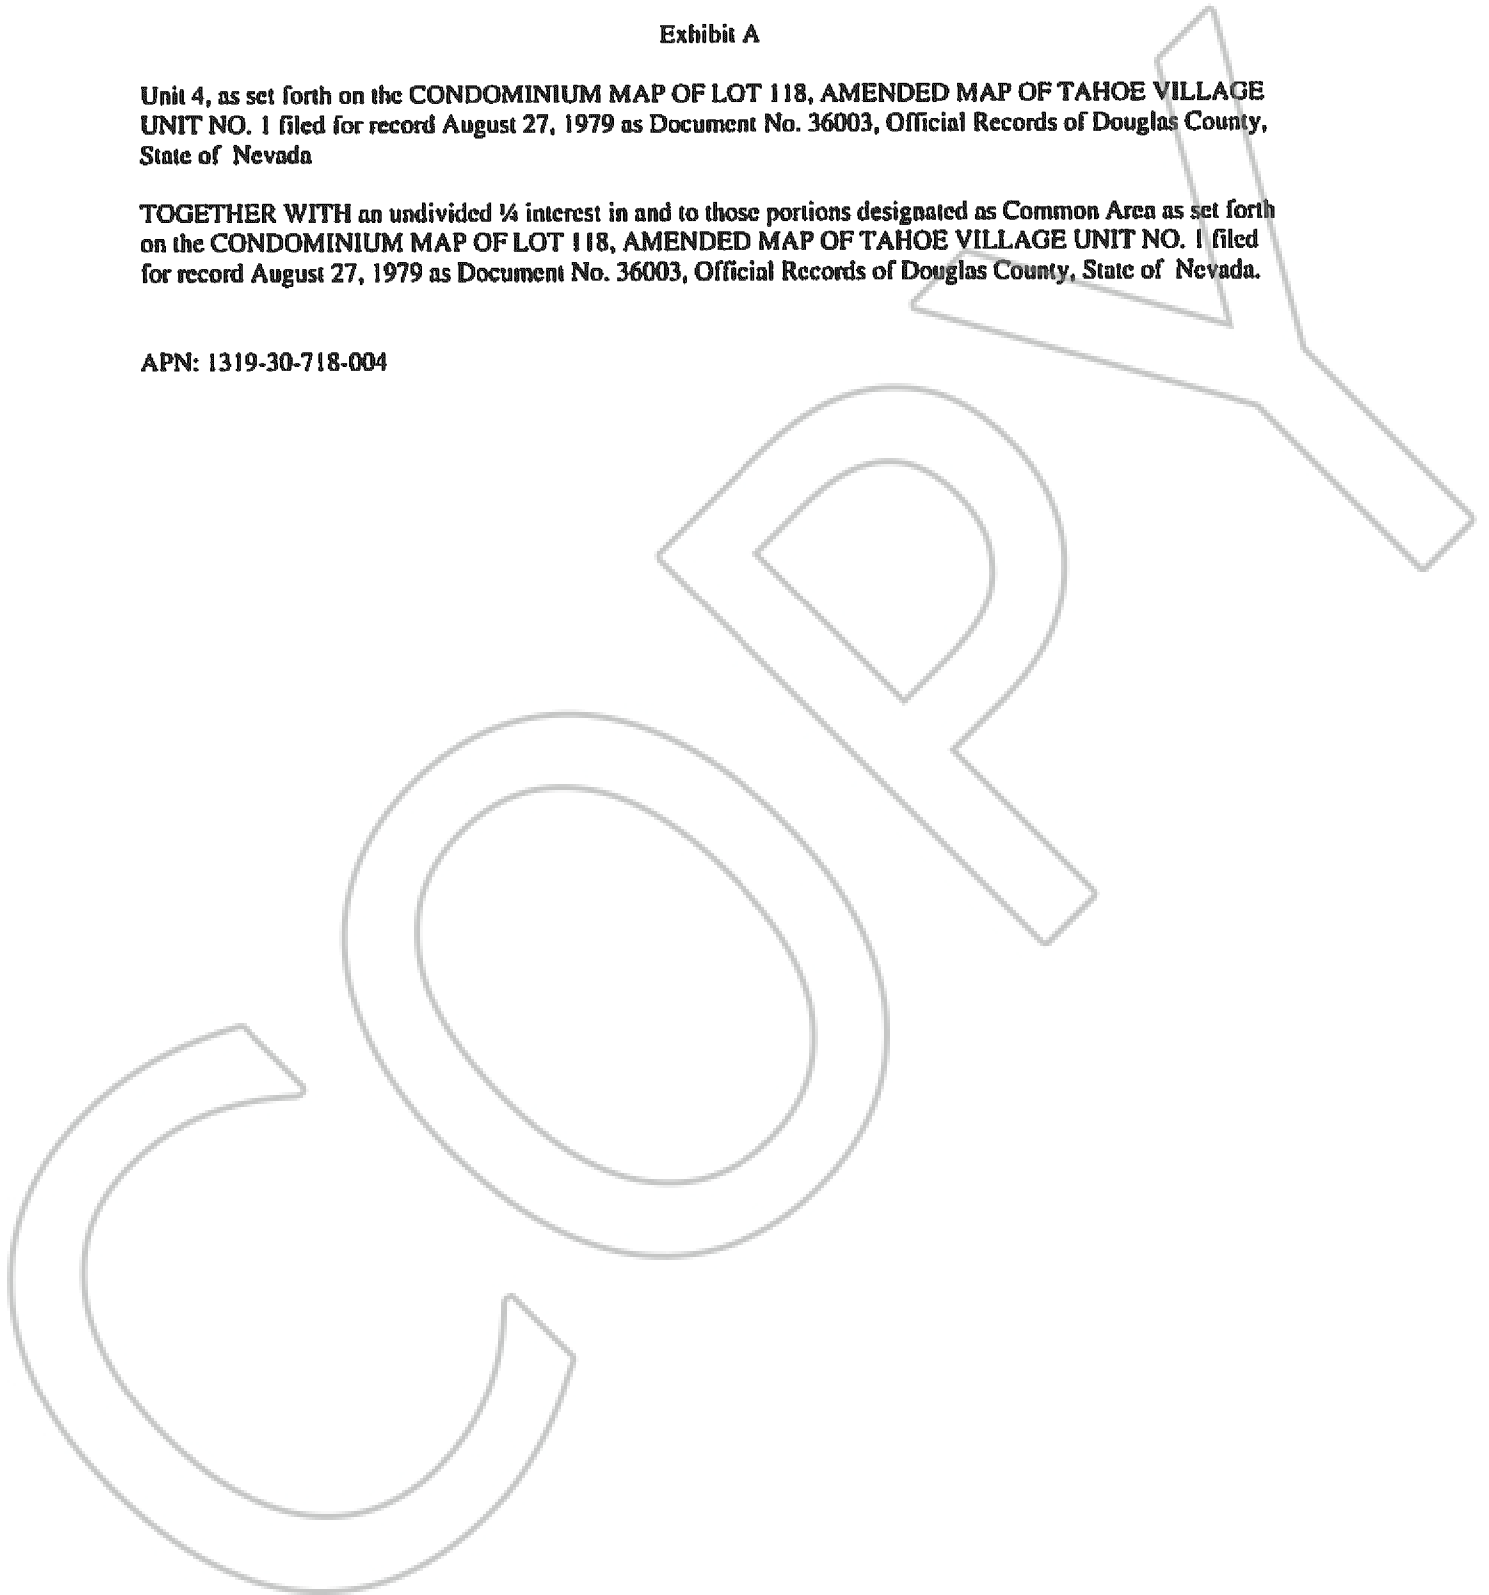 Exhibit A
Unit 4, as set forth on the CONDOMINIUM MAP OF LOT 118, AMENDED MAP OF TAHOE VILLAGE
UNIT NO. 1 filed for record August 27, 1979 as Document No. 36003, Official Records of Douglas County,
State of Nevada
TOGETHER WITH an undivided ¼ interest in and to those portions designated as Common Area as set forth
on the CONDOMINIUM MAP OF LOT 118, AMENDED MAP OF TAHOE VILLAGE UNIT NO. 1 filed
for record August 27, 1979 as Document No. 36003, Official Records of Douglas County, State of Nevada.
APN: 1319-30-718-004
COPY